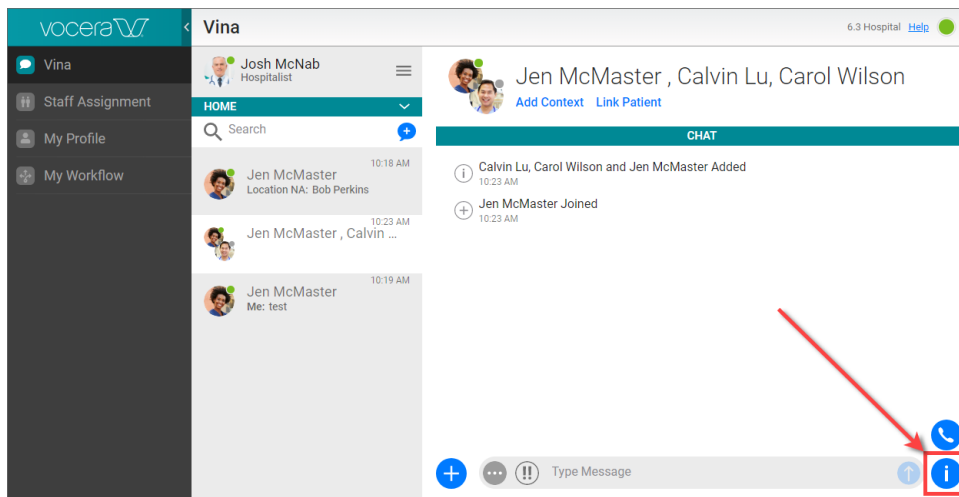 vocera
Vina
6.3 Hospital Help
Vina
Staff Assignment
My Profile
My Workflow
Josh McNab
Hospitalist
HOME
Search
10:18 AM
Jen McMaster
Location NA: Bob Perkins
10:23 AM
Jen McMaster , Calvin ...
10:19 AM
Jen McMaster
Me: test
Jen McMaster , Calvin Lu, Carol Wilson
Add Context Link Patient
CHAT
Calvin Lu, Carol Wilson and Jen McMaster Added
10:23 AM
Jen McMaster Joined
10:23 AM
Type Message